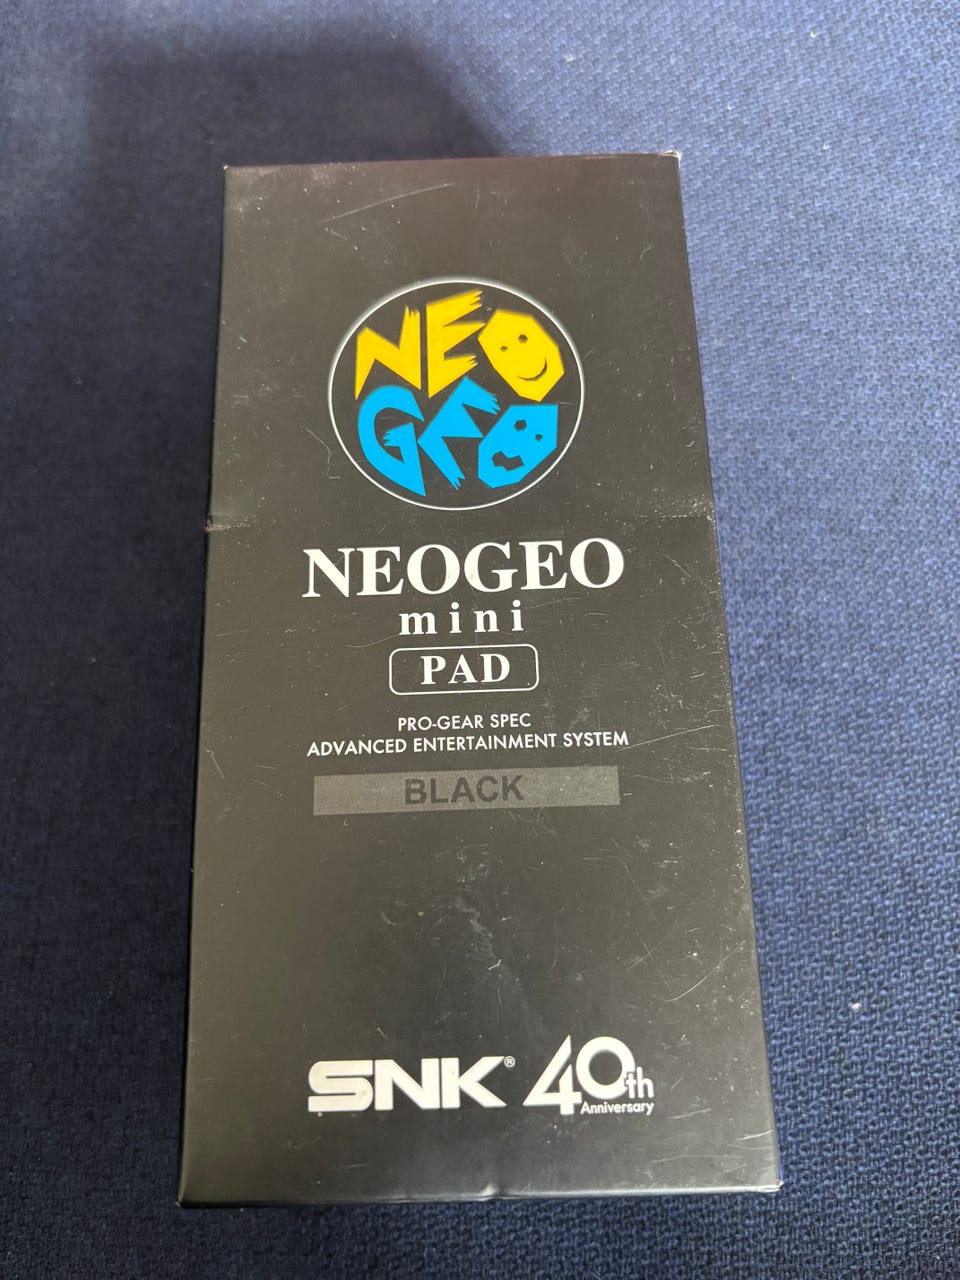 NEO
GEO
NEOGEO
mini
PAD
PRO-GEAR SPEC
ADVANCED ENTERTAINMENT SYSTEM
BLACK
SNK® 40th
Anniversary